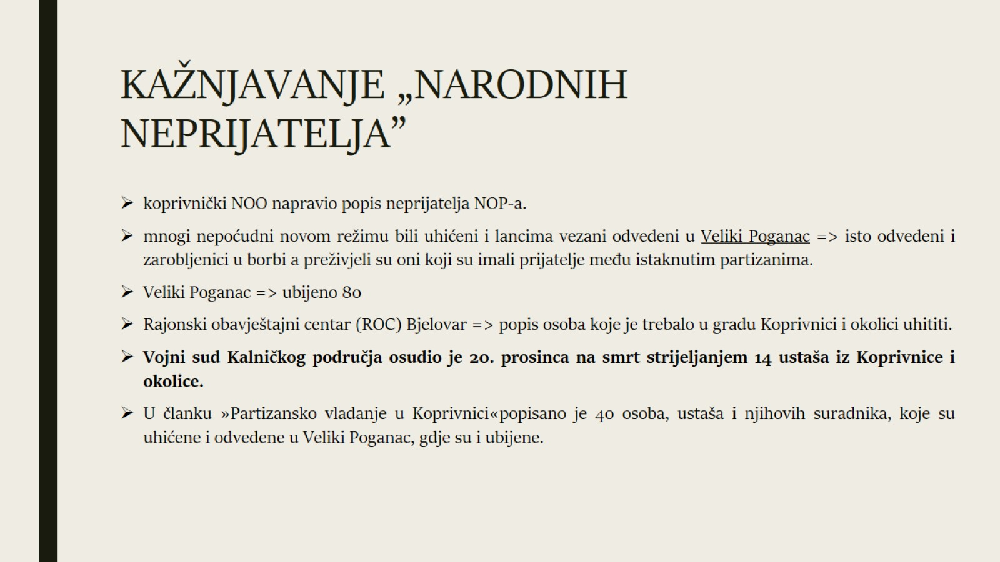 KAŽNJAVANJE „NARODNIH
NEPRIJATELJA”
➢ koprivnički NOO napravio popis neprijatelja NOP-a.
➢ mnogi nepoćudni novom režimu bili uhićeni i lancima vezani odvedeni u Veliki Poganac => isto odvedeni i
zarobljenici u borbi a preživjeli su oni koji su imali prijatelje među istaknutim partizanima.
➢ Veliki Poganac => ubijeno 80
➢ Rajonski obavještajni centar (ROC) Bjelovar => popis osoba koje je trebalo u gradu Koprivnici i okolici uhititi.
➢ Vojni sud Kalničkog područja osudio je 20. prosinca na smrt strijeljanjem 14 ustaša iz Koprivnice i
okolice.
➢ U članku »Partizansko vladanje u Koprivnici«popisano je 40 osoba, ustaša i njihovih suradnika, koje su
uhićene i odvedene u Veliki Poganac, gdje su i ubijene.